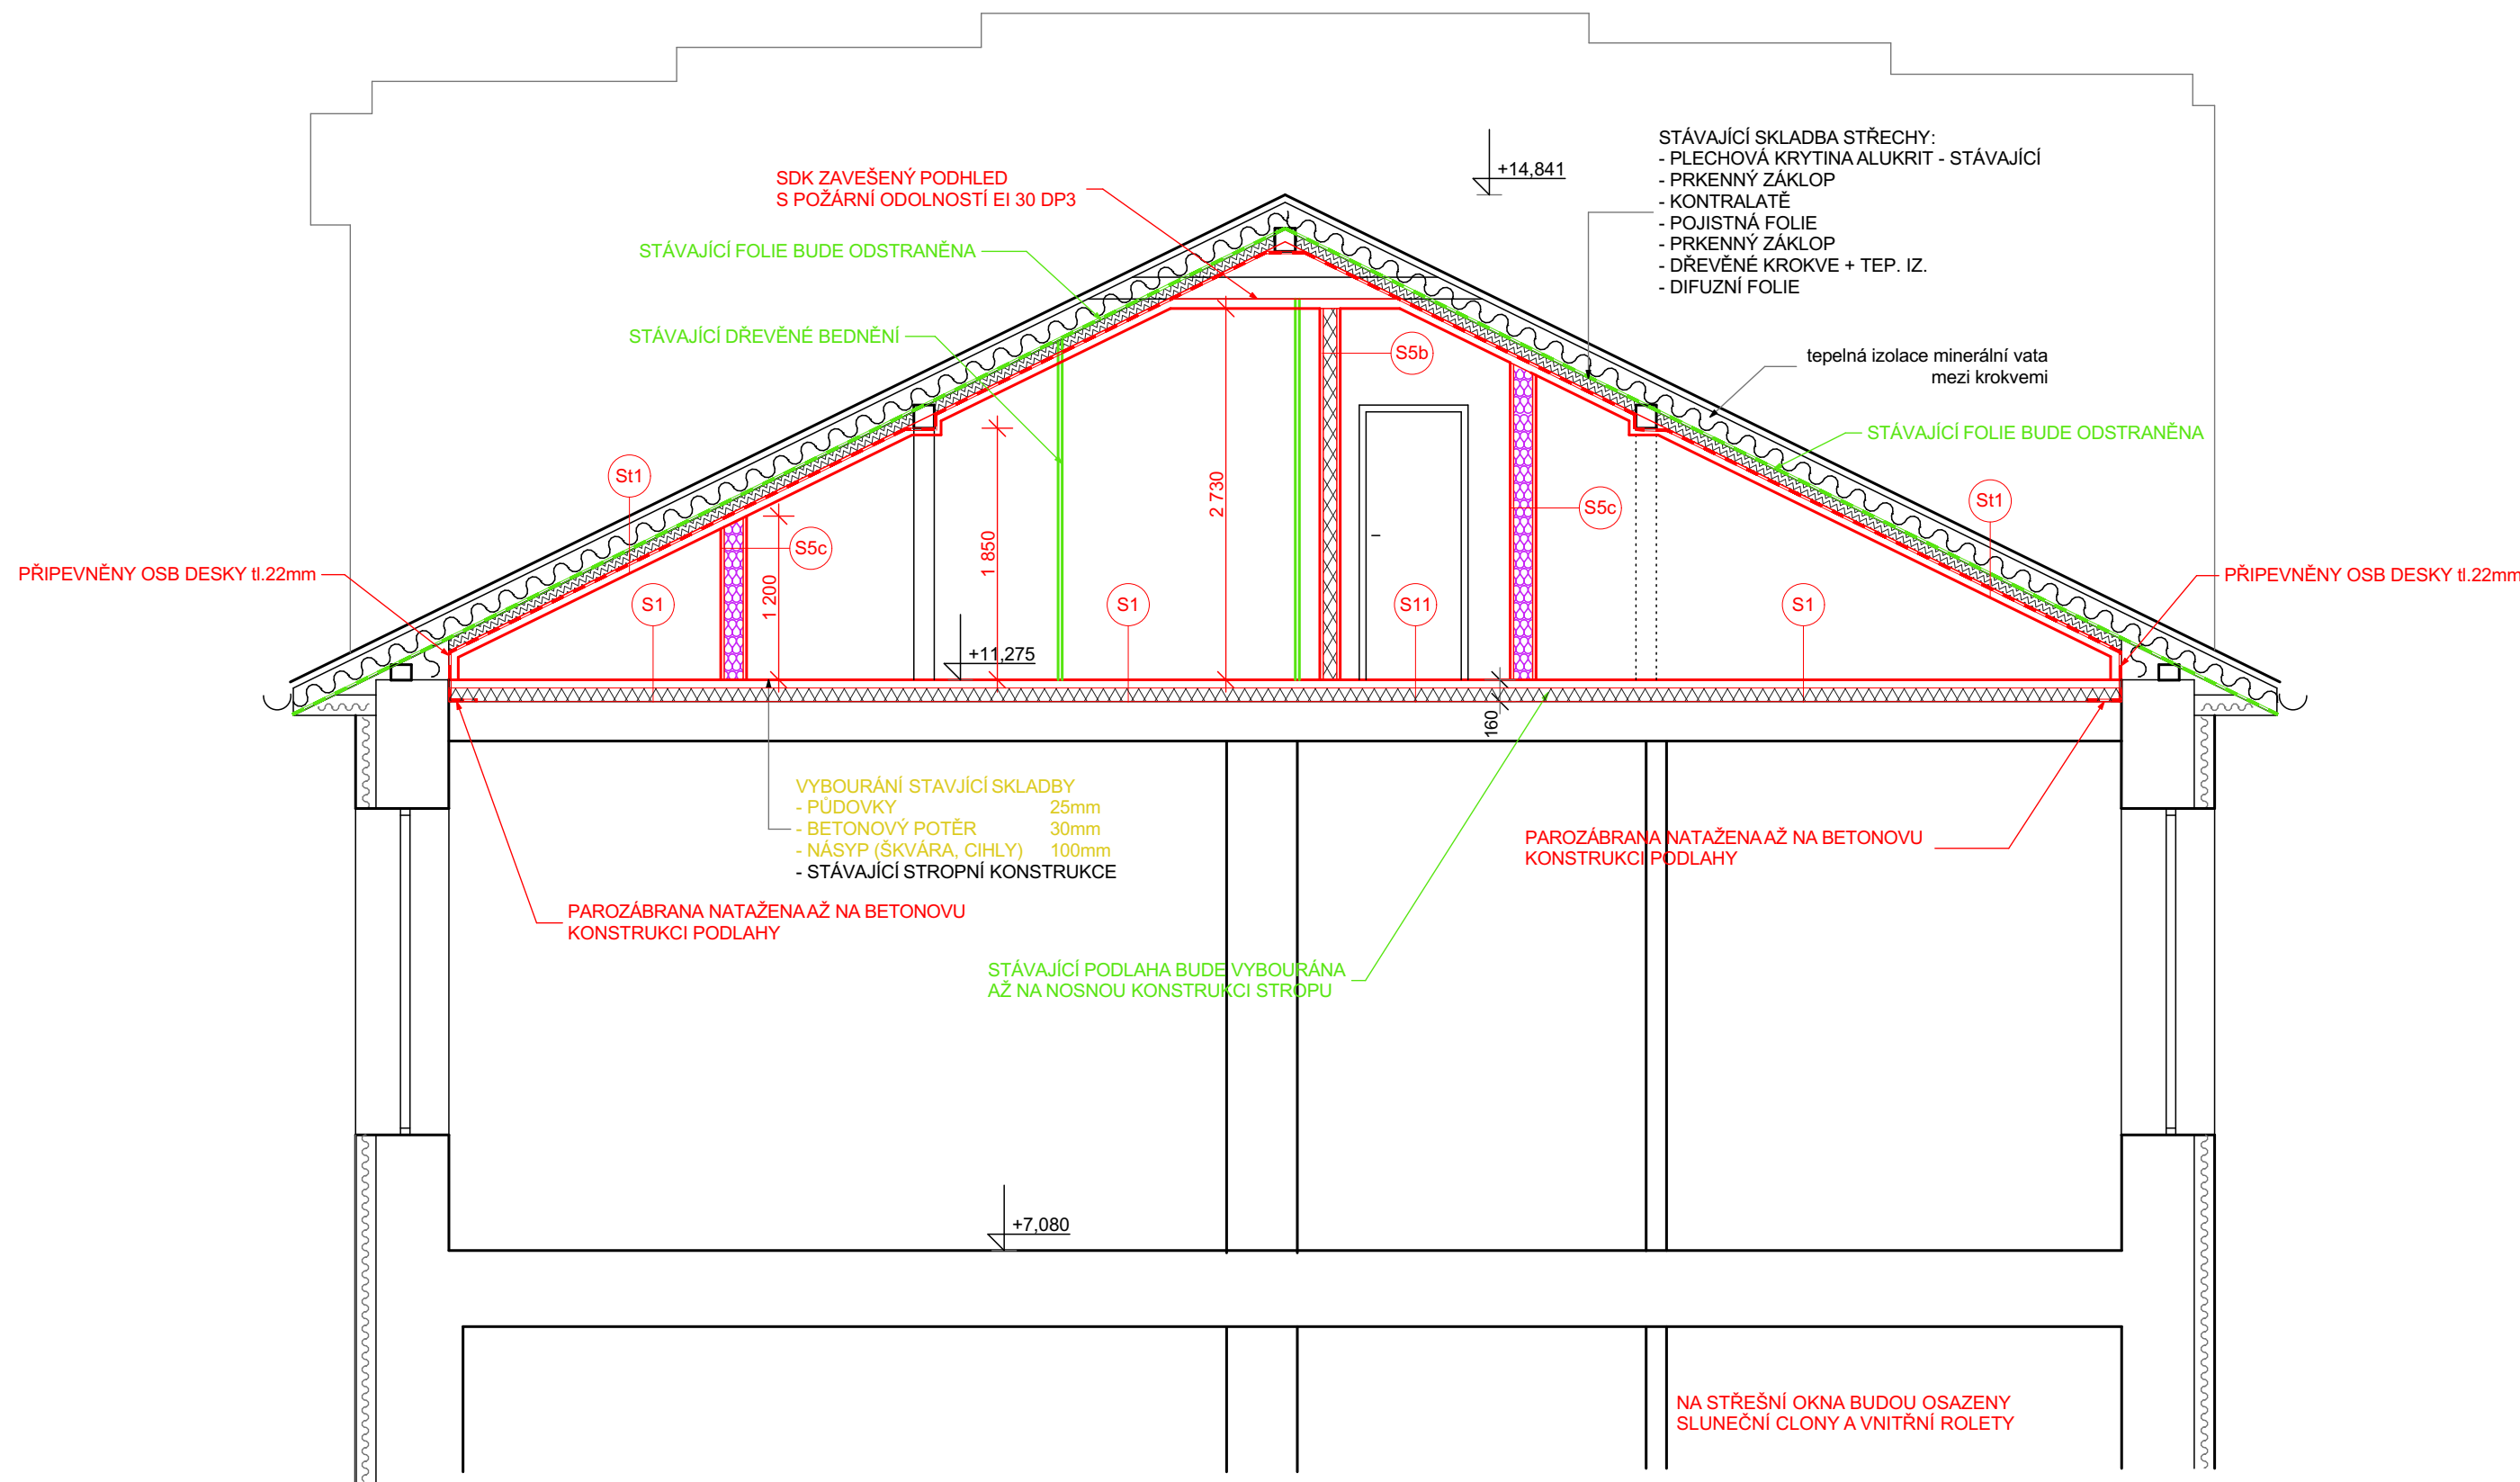 STÁVAJÍCÍ SKLADBA STŘECHY:
- PLECHOVÁ KRYTINA ALUKRIT - STÁVAJÍCÍ
- PRKENNÝ ZÁKLOP
- KONTRALATĚ
- POJISTNÁ FOLIE
- PRKENNÝ ZÁKLOP
- DŘEVĚNÉ KROKVE + TEP. IZ.
- DIFUZNÍ FOLIE
+14,841
SDK ZAVEŠENÝ PODHLED
S POŽÁRNÍ ODOLNOSTÍ EI 30 DP3
STÁVAJÍCÍ FOLIE BUDE ODSTRANĚNA
STÁVAJÍCÍ DŘEVĚNÉ BEDNĚNÍ
S5b
tepelná izolace minerální vata
mezi krokvemi
STÁVAJÍCÍ FOLIE BUDE ODSTRANĚNA
St1
2 730
S5c
St1
S5c
1 850
1 200
PŘIPEVNĚNY OSB DESKY tl.22mm
PŘIPEVNĚNY OSB DESKY tl.22mm
S1
S1
S11
S1
+11,275
160
VYBOURÁNÍ STAVJÍCÍ SKLADBY
- PŮDOVKY 25mm
- BETONOVÝ POTĚR 30mm
- NÁSYP (ŠKVÁRA, CIHLY) 100mm
- STÁVAJÍCÍ STROPNÍ KONSTRUKCE
PAROZÁBRANA NATAŽENA AŽ NA BETONOVU
KONSTRUKCI PODLAHY
PAROZÁBRANA NATAŽENA AŽ NA BETONOVU
KONSTRUKCI PODLAHY
STÁVAJÍCÍ PODLAHA BUDE VYBOURÁNA
AŽ NA NOSNOU KONSTRUKCI STROPU
+7,080
NA STŘEŠNÍ OKNA BUDOU OSAZENY
SLUNEČNÍ CLONY A VNITŘNÍ ROLETY